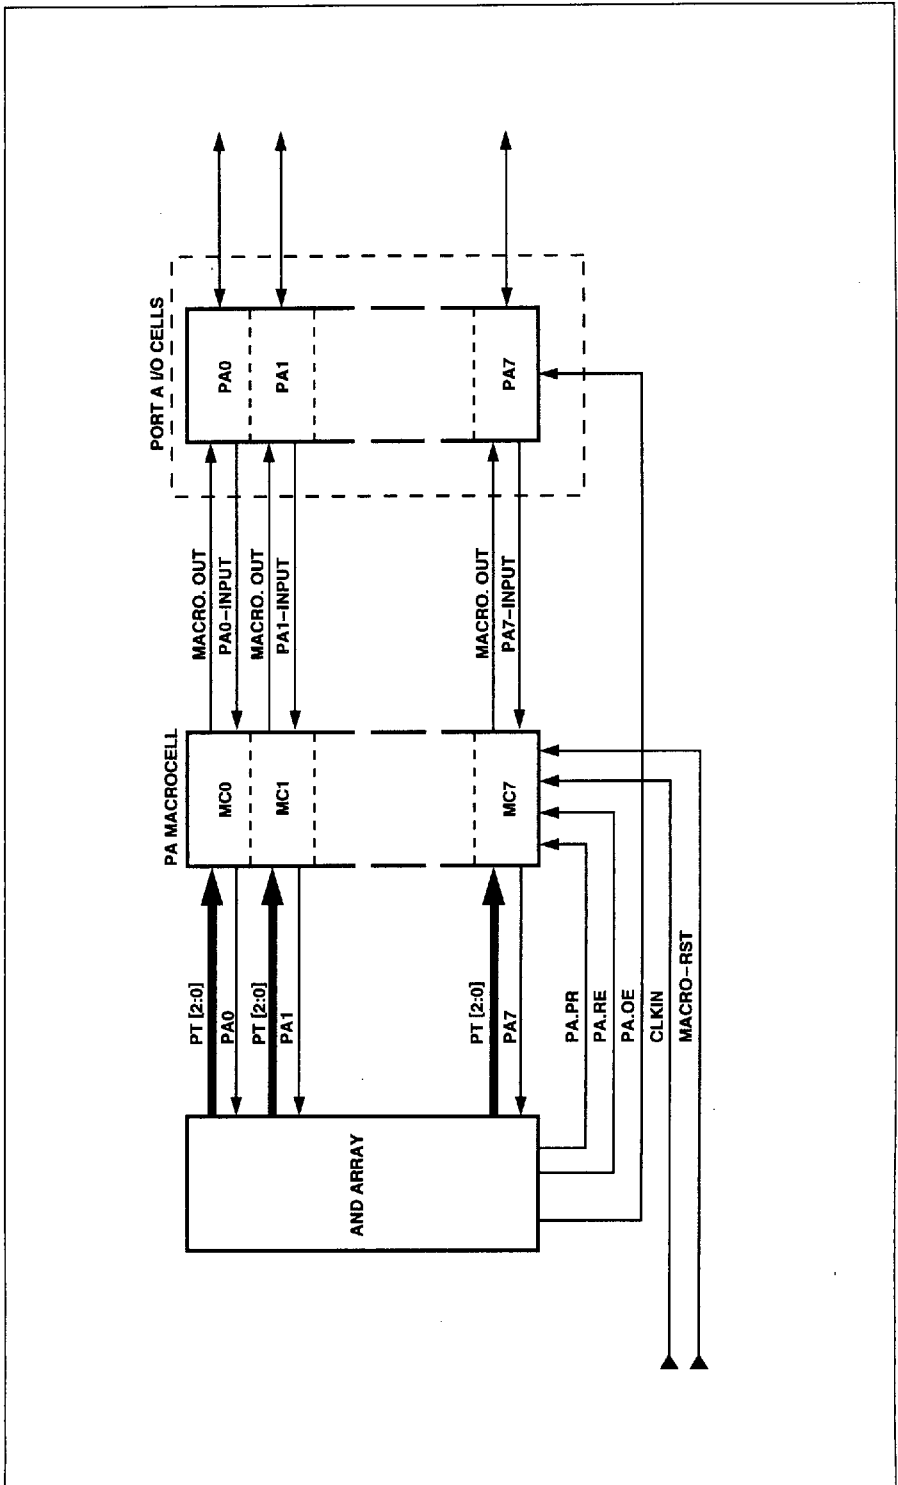 PORT A I/O CELLS
PA0
PA1
PA7
MACRO. OUT
PA0-INPUT
MACRO. OUT
PA1-INPUT
MACRO. OUT
PA7-INPUT
PA MACROCELL
MC0
MC1
MC7
PT [2:0]
PA0
PT [2:0]
PA1
PT [2:0]
PA7
PA.PR
PA.RE
PA.OE
CLKIN
MACRO-RST
AND ARRAY